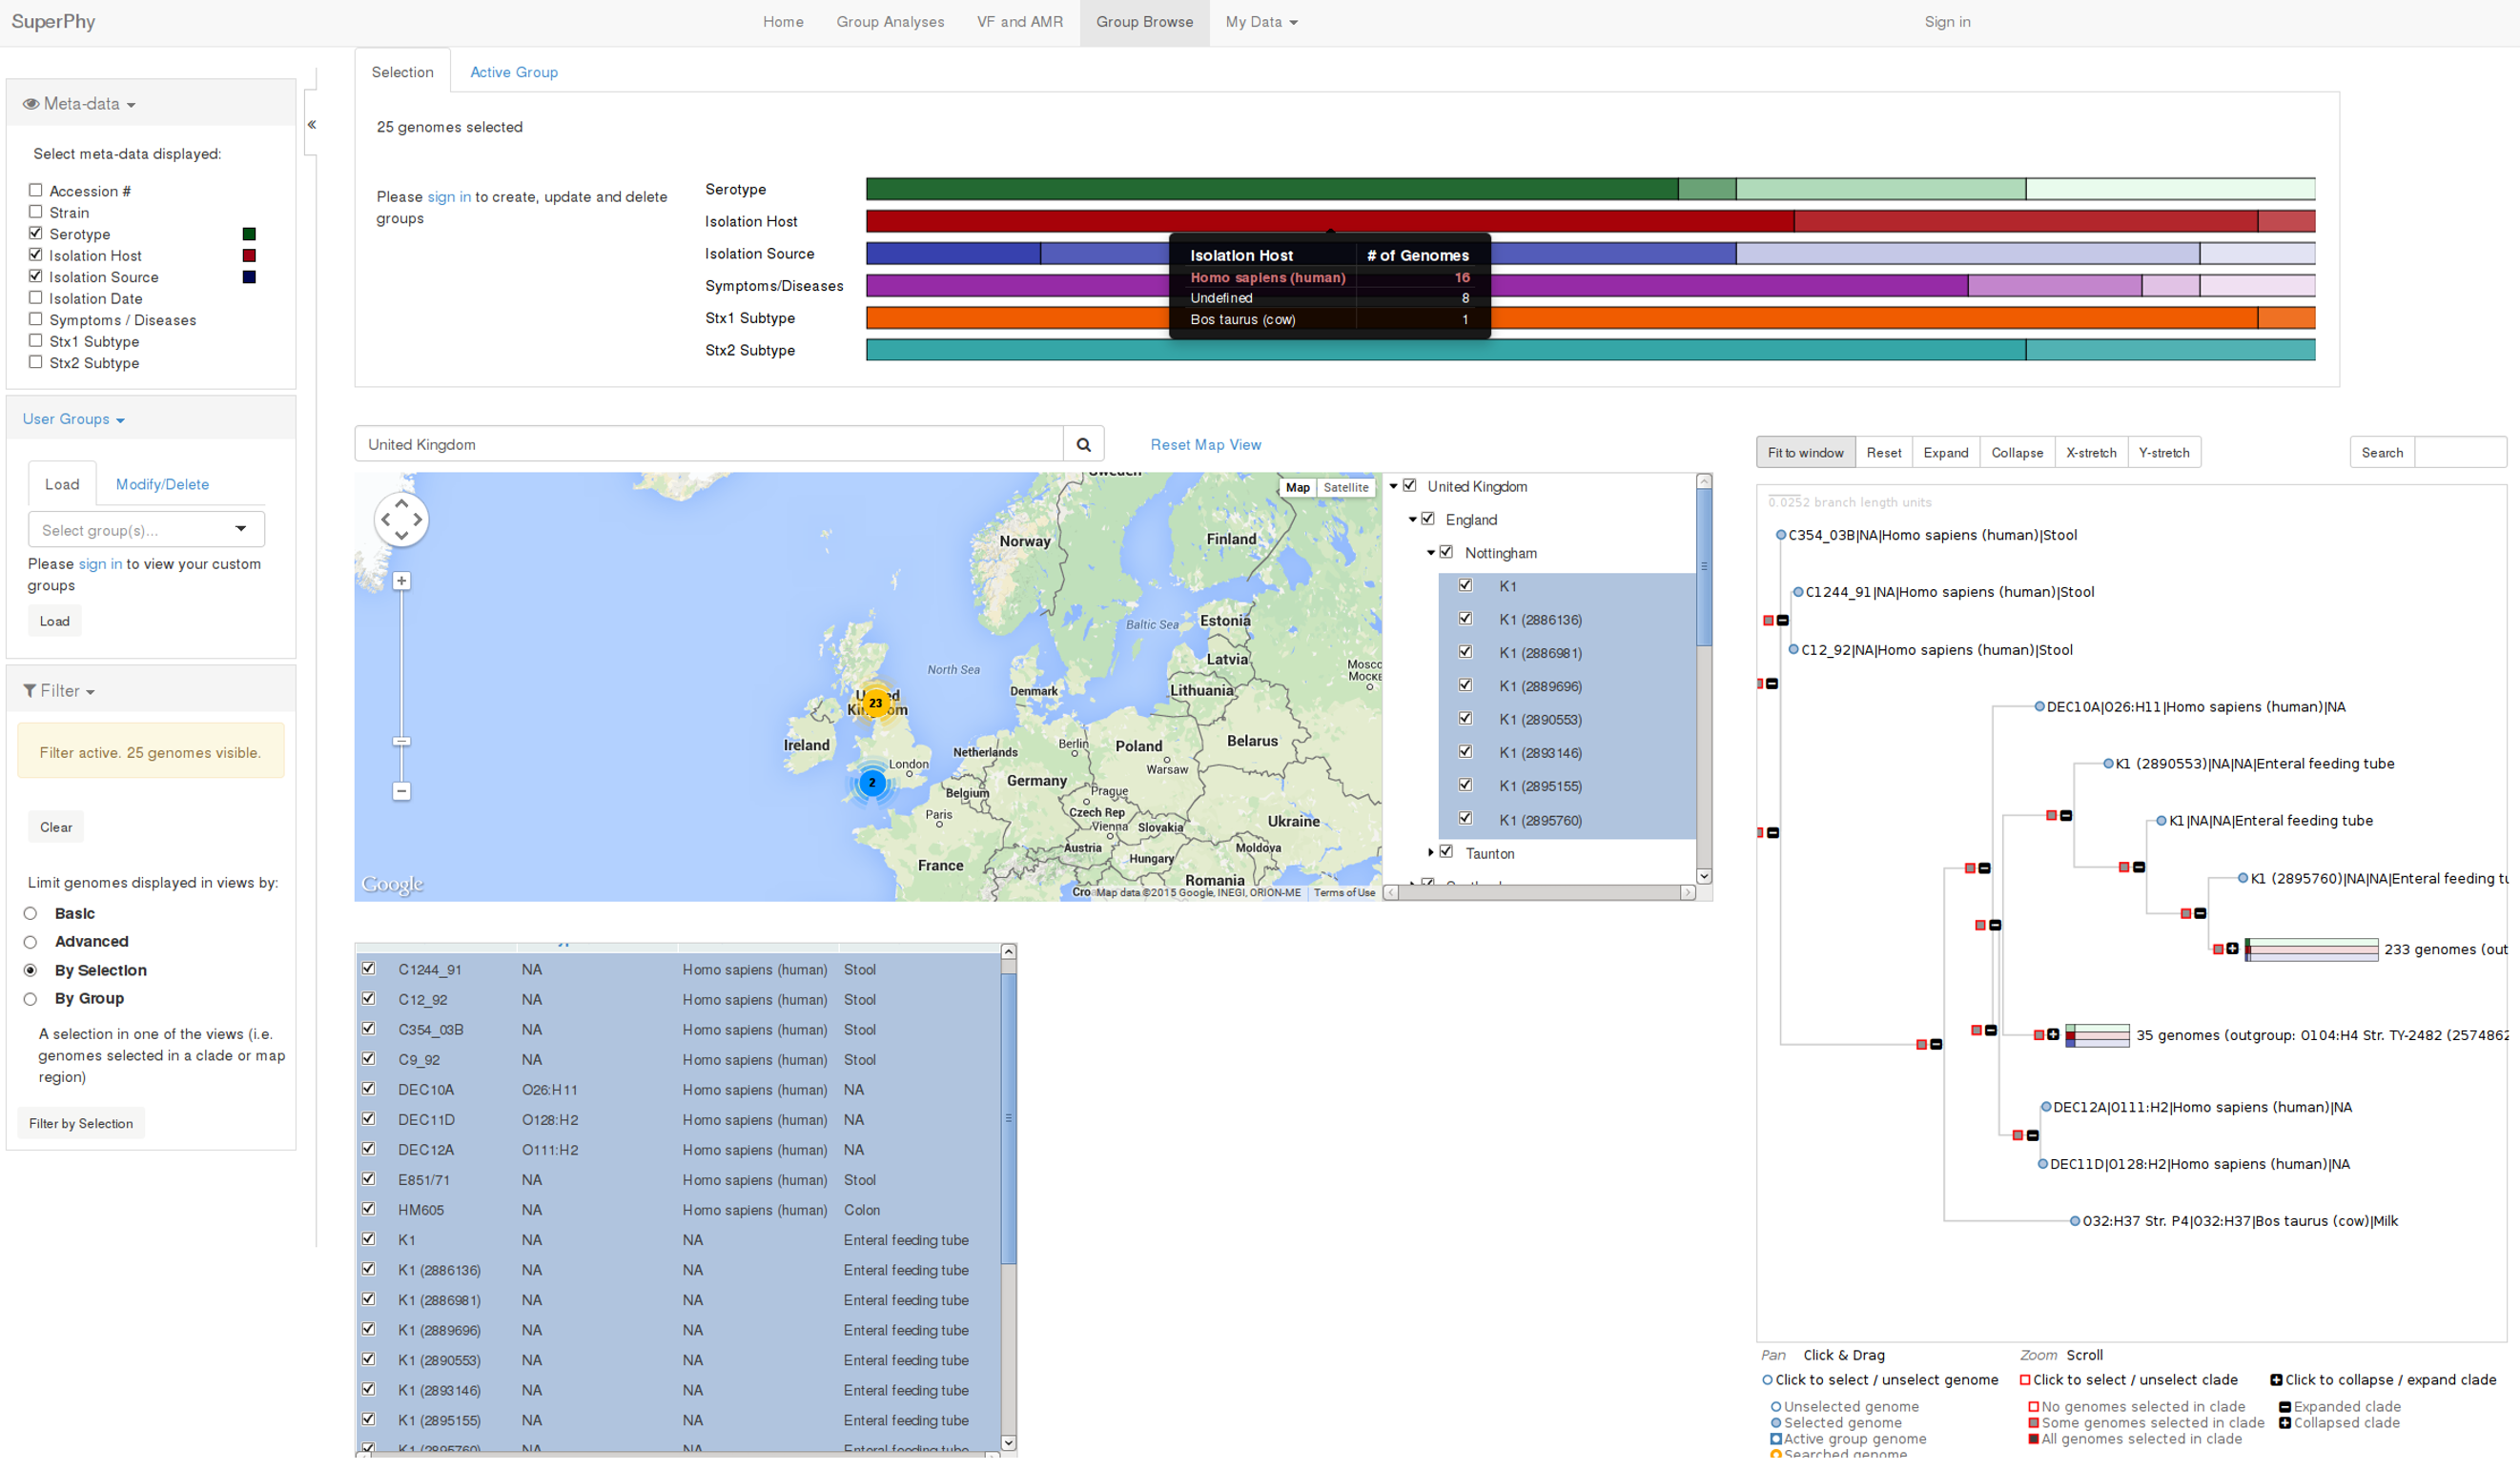 SuperPhy
Home
Group Analyses
VF and AMR
Group Browse
My Data
Sign in
Meta-data
Select meta-data displayed:
Accession #
Strain
Serotype
Isolation Host
Isolation Source
Isolation Date
Symptoms / Diseases
Stx1 Subtype
Stx2 Subtype
User Groups
Load
Modify/Delete
Select group(s)...
Please sign in to view your custom
groups
Load
Filter
Filter active. 25 genomes visible.
Clear
Limit genomes displayed in views by:
Basic
Advanced
By Selection
By Group
A selection in one of the views (i.e.
genomes selected in a clade or map
region)
Filter by Selection
«
Selection
Active Group
25 genomes selected
Please sign in to create, update and delete
groups
Serotype
Isolation Host
Isolation Source
Symptoms/Diseases
Stx1 Subtype
Stx2 Subtype
Isolation Host # of Genomes
Homo sapiens (human) 16
Undefined 8
Bos taurus (cow) 1
United Kingdom
Reset Map View
Sweden
Map Satellite
Norway
Finland
Estonia
Baltic Sea
Latvia
Mosco
Моске
North Sea
Denmark
Lithuania
United
Kingdom
23
Ireland
Netherlands
Berlin
Poland
Belarus
London
Warsaw
2
Germany
Belgium
Prague
Paris
Czech Rep
Vienna
Slovakia
Ukraine
Austria
Moldova
France
Hungary
Romania
Google
Cro
Map data ©2015 Google, INEGI, ORION-ME
Terms of Use
United Kingdom
England
Nottingham
K1
K1 (2886136)
K1 (2886981)
K1 (2889696)
K1 (2890553)
K1 (2893146)
K1 (2895155)
K1 (2895760)
Taunton
C1244_91 NA Homo sapiens (human) Stool
C12_92 NA Homo sapiens (human) Stool
C354_03B NA Homo sapiens (human) Stool
C9_92 NA Homo sapiens (human) Stool
DEC10A O26:H11 Homo sapiens (human) NA
DEC11D O128:H2 Homo sapiens (human) NA
DEC12A O111:H2 Homo sapiens (human) NA
E851/71 NA Homo sapiens (human) Stool
HM605 NA Homo sapiens (human) Colon
K1 NA NA Enteral feeding tube
K1 (2886136) NA NA Enteral feeding tube
K1 (2886981) NA NA Enteral feeding tube
K1 (2889696) NA NA Enteral feeding tube
K1 (2890553) NA NA Enteral feeding tube
K1 (2893146) NA NA Enteral feeding tube
K1 (2895155) NA NA Enteral feeding tube
K1 (2895760) NA NA Enteral feeding tube
Fit to window
Reset
Expand
Collapse
X-stretch
Y-stretch
Search
0.0252 branch length units
C354_03B|NA|Homo sapiens (human)|Stool
C1244_91|NA|Homo sapiens (human)|Stool
C12_92|NA|Homo sapiens (human)|Stool
DEC10A|O26:H11|Homo sapiens (human)|NA
K1 (2890553)|NA|NA|Enteral feeding tube
K1|NA|NA|Enteral feeding tube
K1 (2895760)|NA|NA|Enteral feeding tu
233 genomes (out
35 genomes (outgroup: O104:H4 Str. TY-2482 (2574862
DEC12A|O111:H2|Homo sapiens (human)|NA
DEC11D|O128:H2|Homo sapiens (human)|NA
O32:H37 Str. P4|O32:H37|Bos taurus (cow)|Milk
Pan Click & Drag
Zoom Scroll
Click to select / unselect genome
Click to select / unselect clade
Click to collapse / expand clade
Unselected genome
No genomes selected in clade
Expanded clade
Selected genome
Some genomes selected in clade
Collapsed clade
Active group genome
All genomes selected in clade
Searched genome